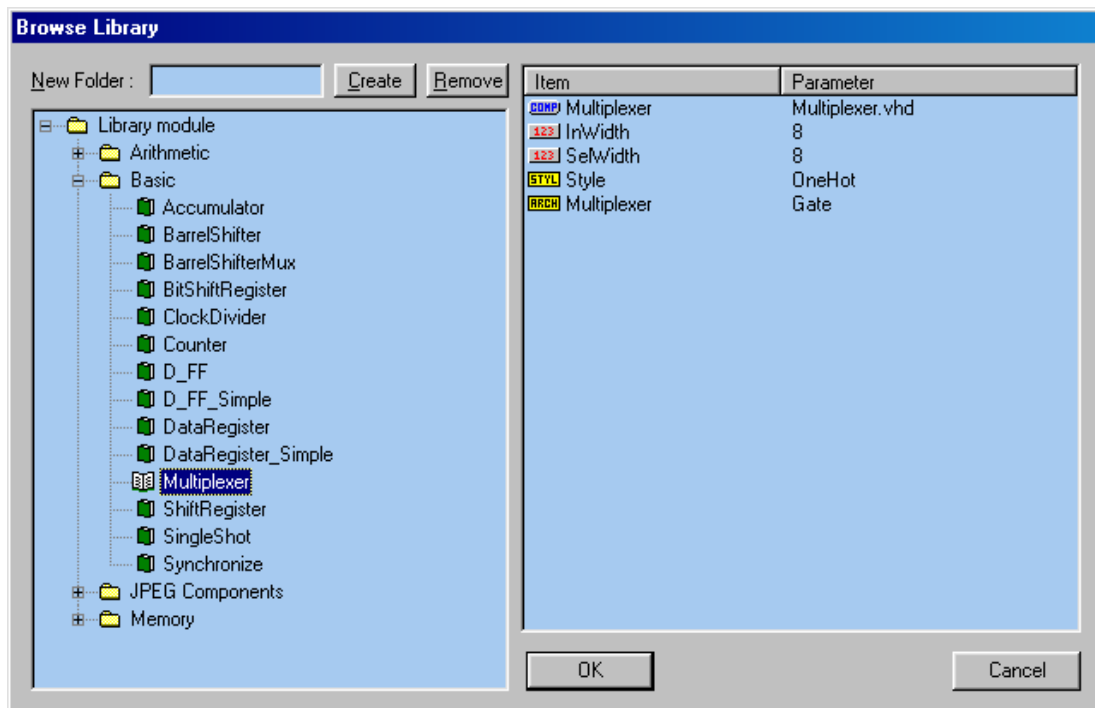 Browse Library
New Folder : Create Remove
Library module
Arithmetic
Basic
Accumulator
BarrelShifter
BarrelShifterMux
BitShiftRegister
ClockDivider
Counter
D_FF
D_FF_Simple
DataRegister
DataRegister_Simple
Multiplexer
ShiftRegister
SingleShot
Synchronize
JPEG Components
Memory
Item Parameter
COMP Multiplexer Multiplexer.vhd
123 InWidth 8
123 SelWidth 8
STYL Style OneHot
ARCH Multiplexer Gate
OK Cancel